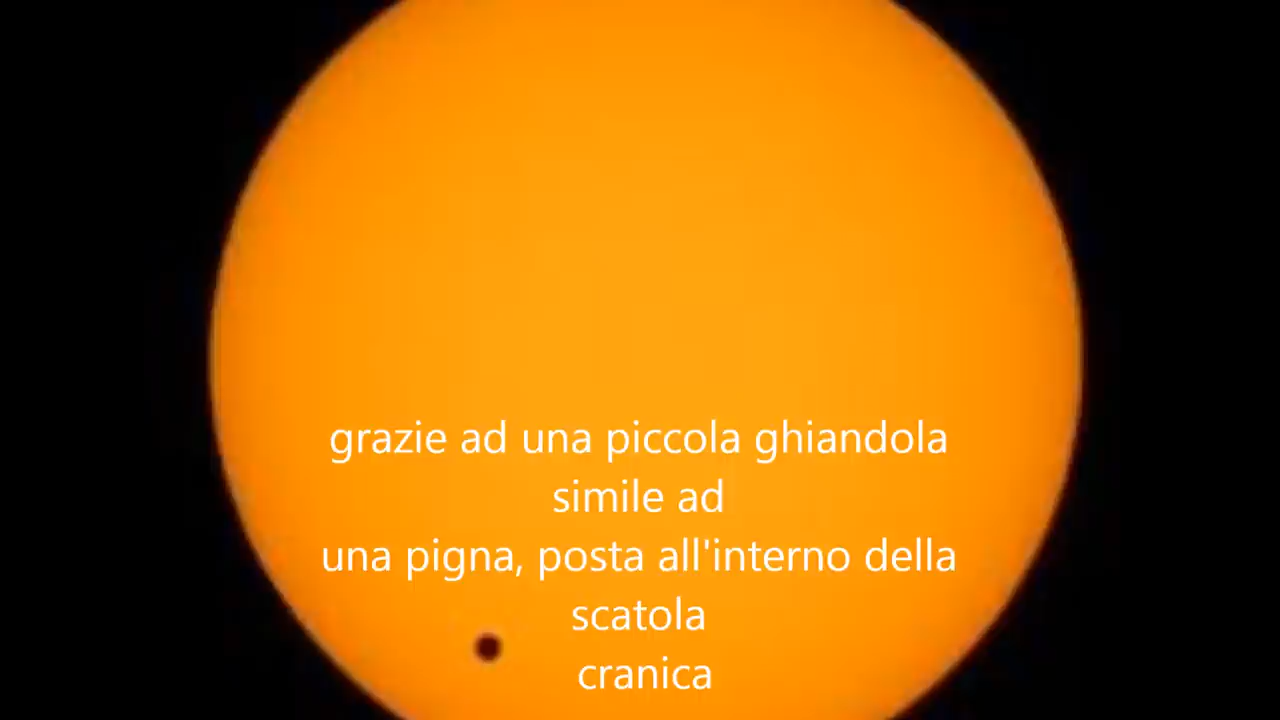 grazie ad una piccola ghiandola
simile ad
una pigna, posta all'interno della
scatola
cranica